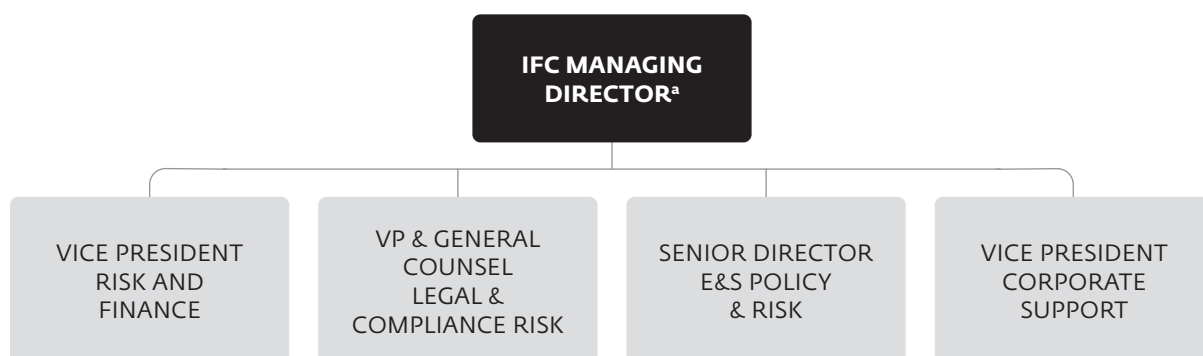 IFC MANAGING
DIRECTORᵃ
VICE PRESIDENT
RISK AND
FINANCE
VP & GENERAL
COUNSEL
LEGAL &
COMPLIANCE RISK
SENIOR DIRECTOR
E&S POLICY
& RISK
VICE PRESIDENT
CORPORATE
SUPPORT